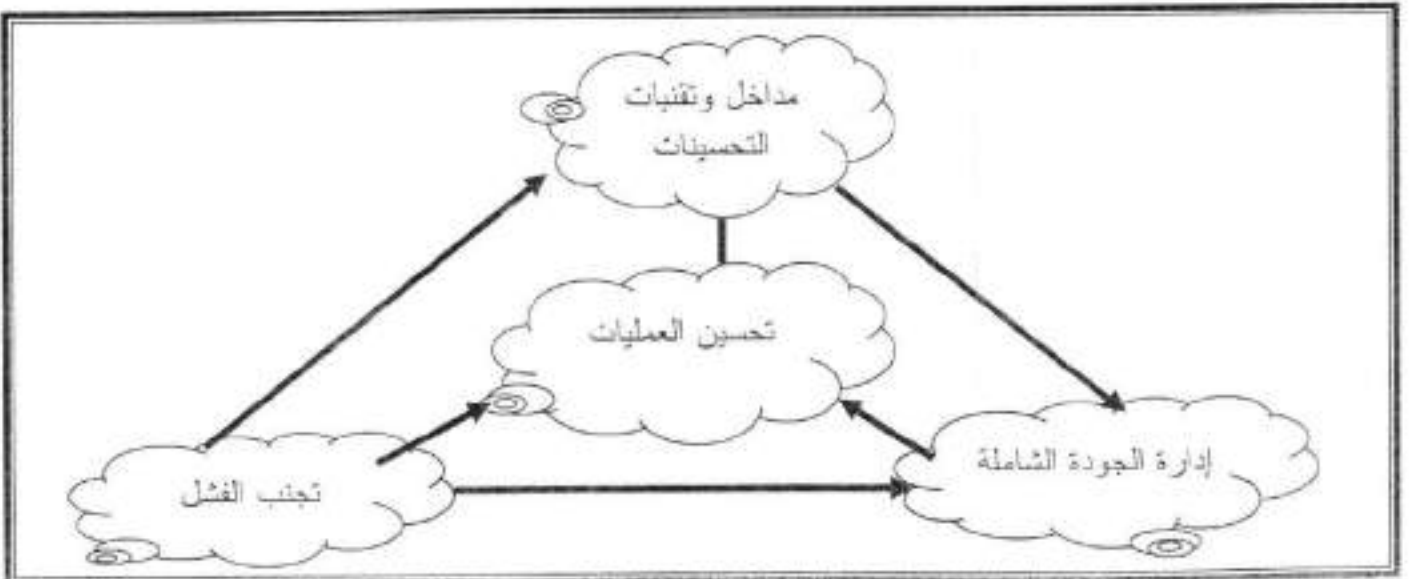 مداخل وتقنيات
التحسينات
تحسين العمليات
إدارة الجودة الشاملة
تجنب الفشل